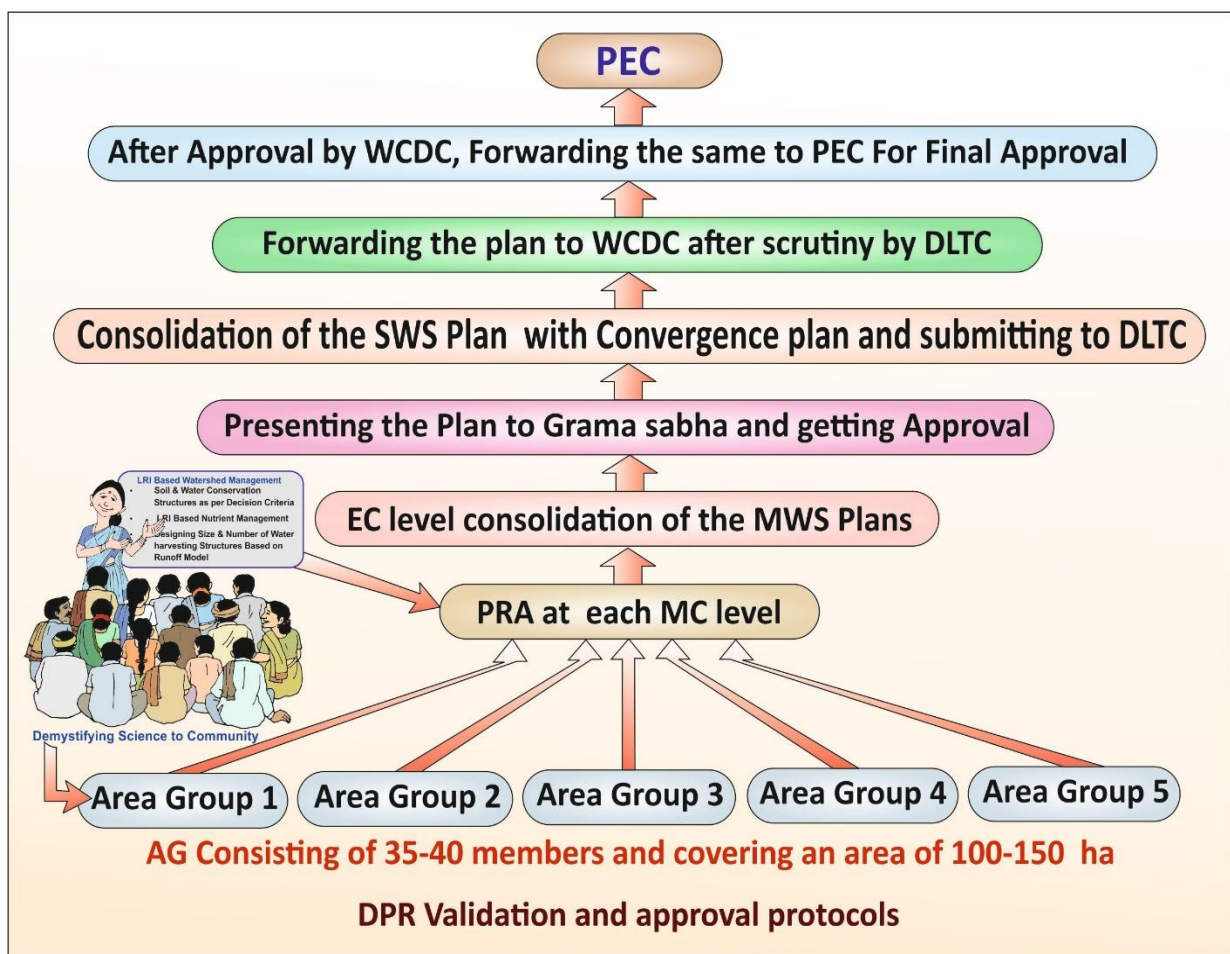 PEC
After Approval by WCDC, Forwarding the same to PEC For Final Approval
Forwarding the plan to WCDC after scrutiny by DLTC
Consolidation of the SWS Plan with Convergence plan and submitting to DLTC
Presenting the Plan to Grama sabha and getting Approval
LRI Based Watershed Management
Soil & Water Conservation
Structures as per Decision Criteria
LRI Based Nutrient Management
Designing Size & Number of Water
harvesting Structures Based on
Runoff Model
EC level consolidation of the MWS Plans
PRA at each MC level
Demystifying Science to Community
Area Group 1
Area Group 2
Area Group 3
Area Group 4
Area Group 5
AG Consisting of 35-40 members and covering an area of 100-150 ha
DPR Validation and approval protocols